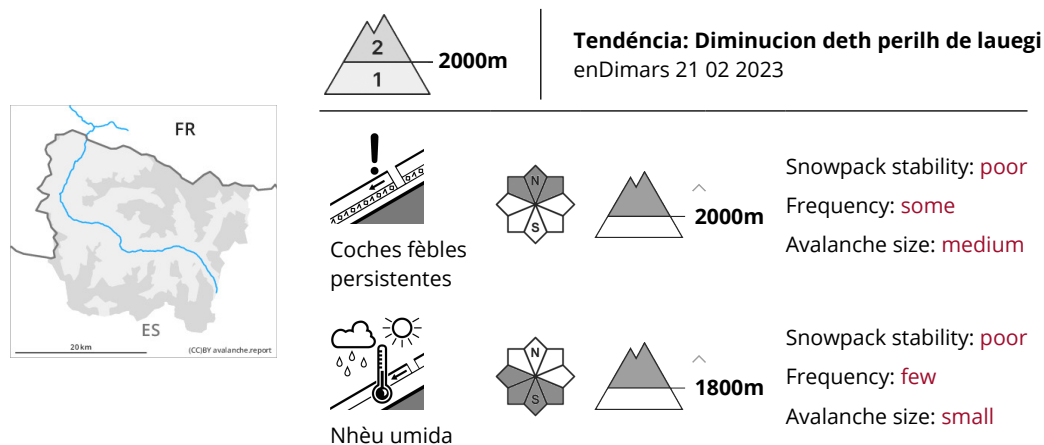 2
1
2000m
Tendéncia: Diminucion deth perilh de lauegi
enDimars 21 02 2023
FR
ES
20 km
(CC)BY avalanche.report
N
S
2000m
Coches fèbles
persistentes
Snowpack stability: poor
Frequency: some
Avalanche size: medium
N
S
1800m
Nhèu umida
Snowpack stability: poor
Frequency: few
Avalanche size: small